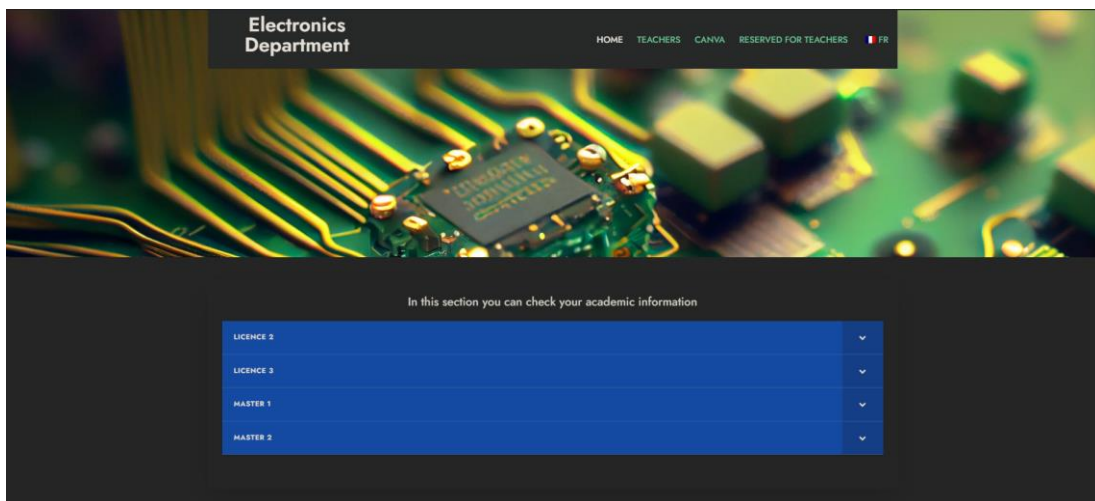 Electronics
Department
HOME TEACHERS CANVA RESERVED FOR TEACHERS FR
In this section you can check your academic information
LICENCE 2
LICENCE 3
MASTER 1
MASTER 2